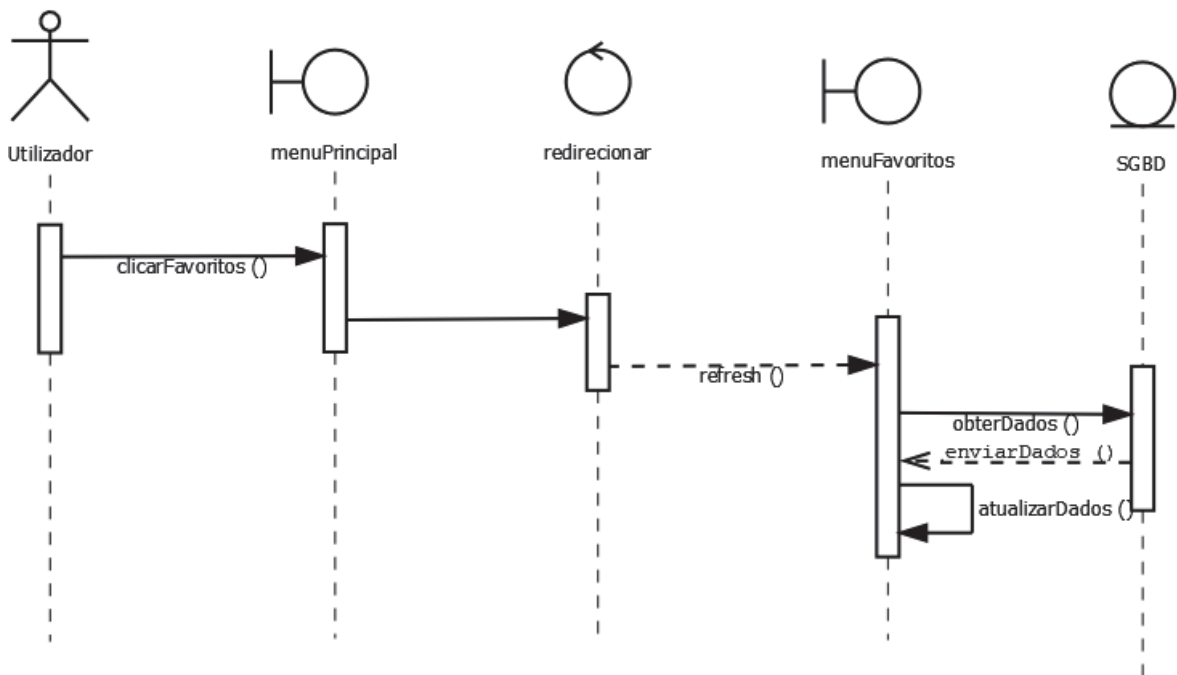 Utilizador
menuPrincipal
redirecionar
menuFavoritos
SGBD
clicarFavoritos ()
refresh ()
obterDados ()
enviarDados ()
atualizarDados ()